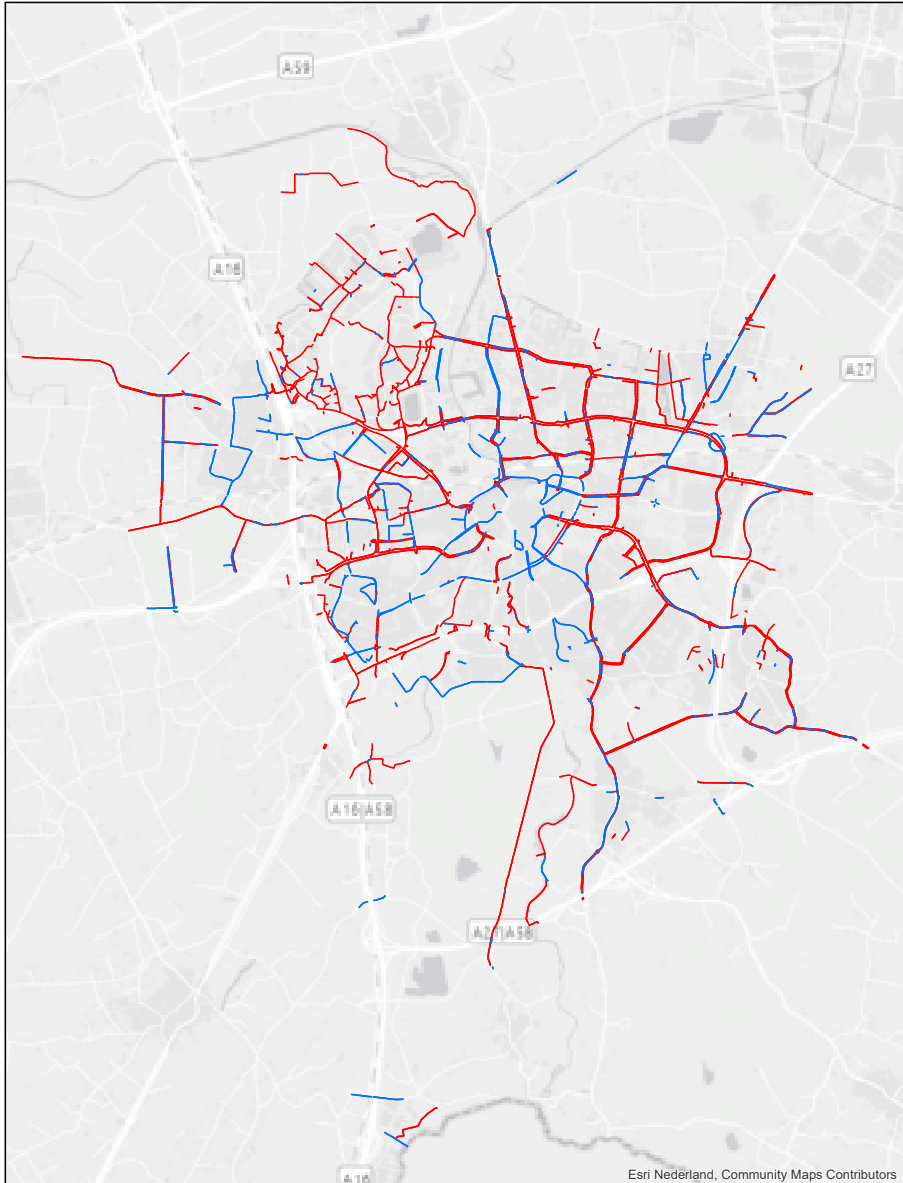 A59
A16
A27
A16|A58
A27|A58
A16
Esri Nederland, Community Maps Contributors